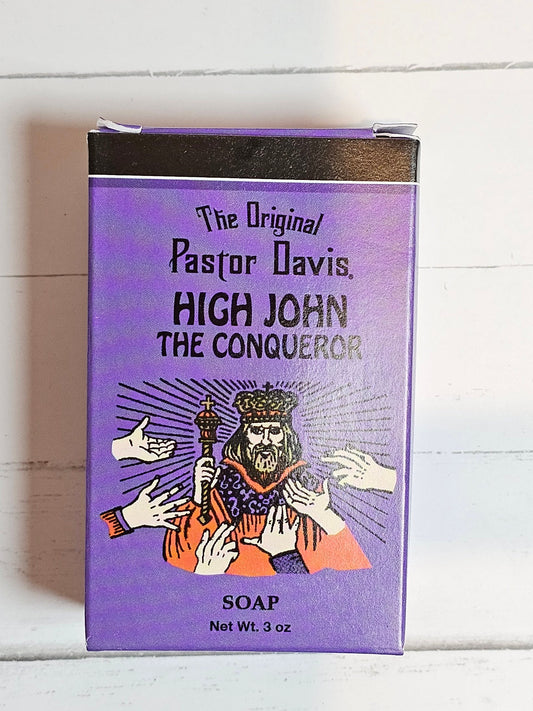 The Original
Pastor Davis®
HIGH JOHN
THE CONQUEROR
SOAP
Net Wt. 3 oz